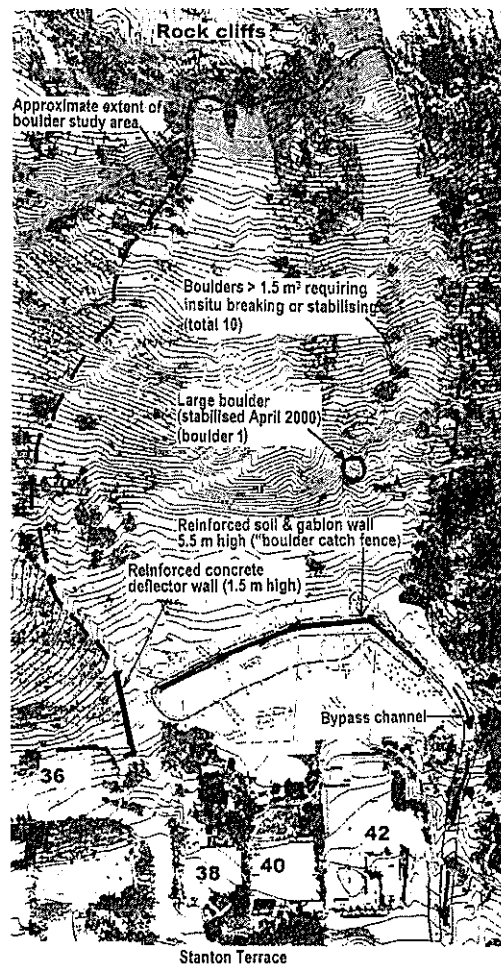 Rock cliffs
Approximate extent of
boulder study area
Boulders > 1.5 m³ requiring
insitu breaking or stabilising
(total 10)
Large boulder
(stabilised April 2000)
(boulder 1)
Reinforced soil & gabion wall
5.5 m high ("boulder catch fence)
Reinforced concrete
deflector wall (1.5 m high)
Bypass channel
36
42
38
40
Stanton Terrace